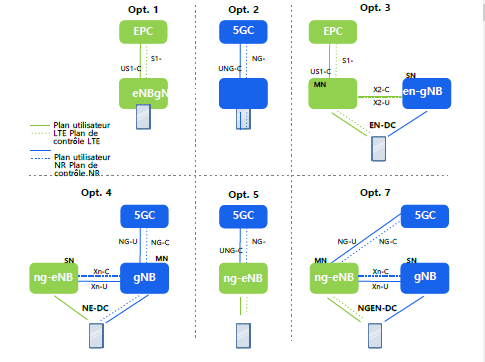 Opt. 1
Opt. 2
Opt. 3
EPC
5GC
EPC
S1-
US1-C
NG-
UNG-C
S1-
US1-C
eNBgN
MN
X2-C
X2-U
SN
en-gNB
EN-DC
Plan utilisateur
LTE Plan de
contrôle LTE
Plan utilisateur
NR Plan de
contrôle NR
Opt. 4
Opt. 5
Opt. 7
5GC
5GC
5GC
NG-U
NG-C
MN
SN
ng-eNB
Xn-C
Xn-U
gNB
NE-DC
NG-
UNG-C
ng-eNB
NG-U
NG-C
MN
SN
ng-eNB
Xn-C
Xn-U
gNB
NGEN-DC